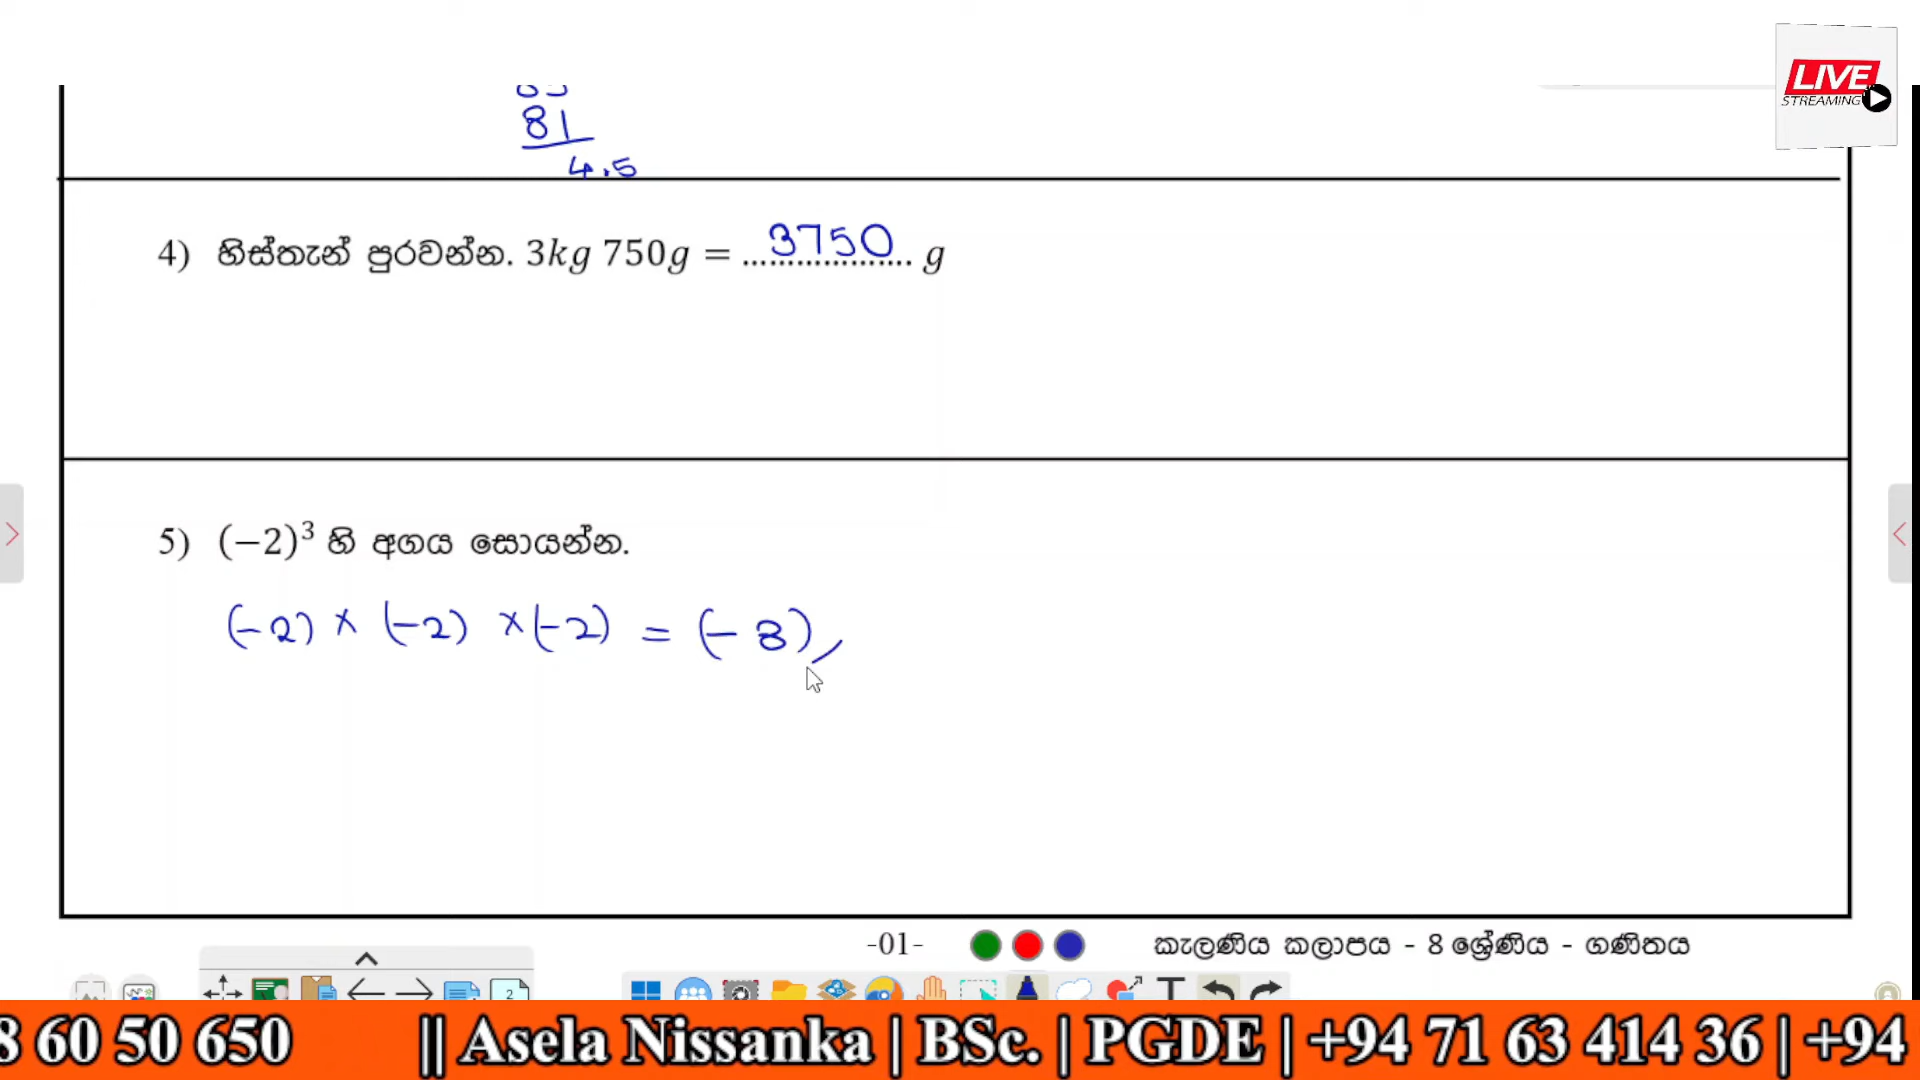 LIVE
STREAMING
81
4.5
4) හිස්තැන් පුරවන්න. 3kg 750g = ...3750... g
5) (−2)³ හි අගය සොයන්න.
(-2) × (-2) × (-2) = (-8)
-01-
කැලණිය කලාපය - 8 ශ්‍රේණිය - ගණිතය
2
8 60 50 650 || Asela Nissanka | BSc. | PGDE | +94 71 63 414 36 | +94